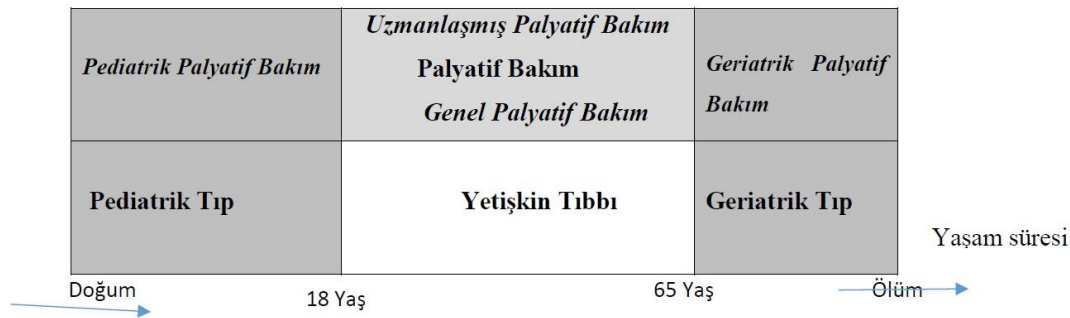 Uzmanlaşmış Palyatif Bakım
Pediatrik Palyatif Bakım
Palyatif Bakım
Geriatrik Palyatif
Bakım
Genel Palyatif Bakım
Pediatrik Tıp
Yetişkin Tıbbı
Geriatrik Tıp
Yaşam süresi
Doğum
18 Yaş
65 Yaş
Ölüm